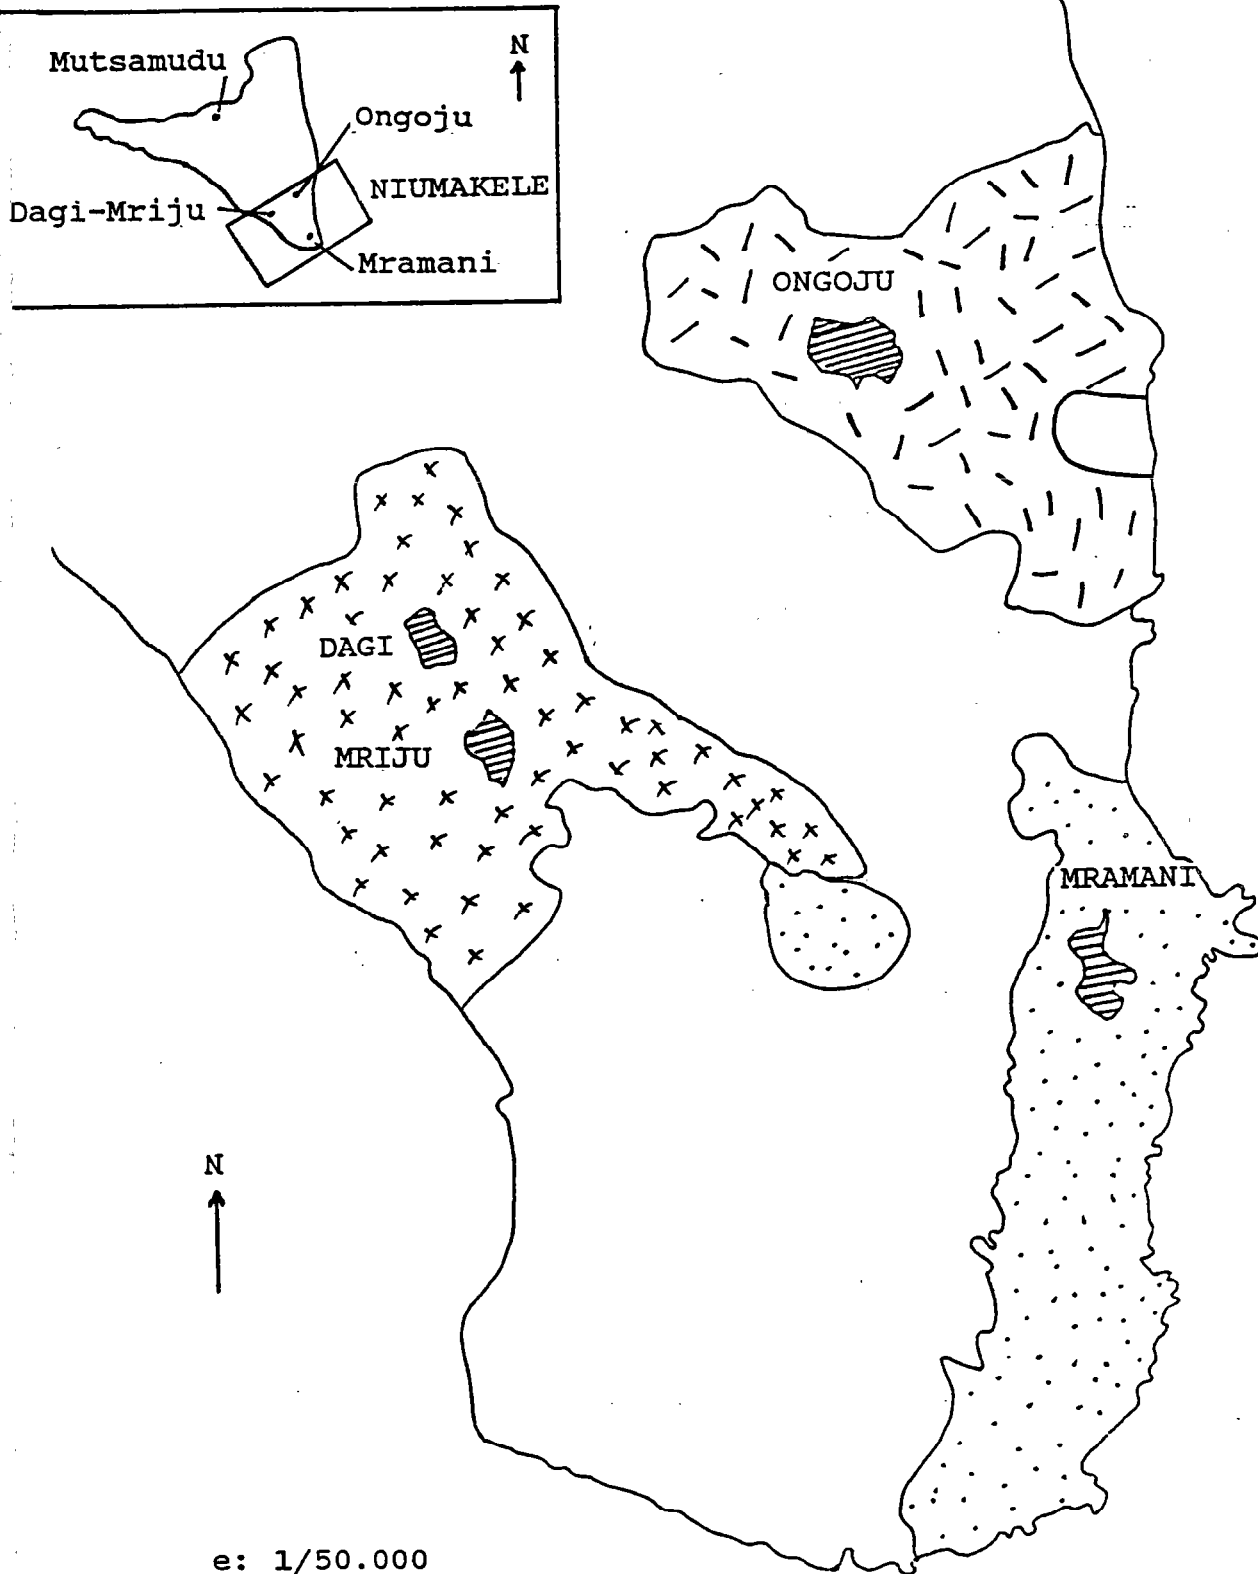 N
Mutsamudu
Ongoju
NIUMAKELE
Dagi-Mriju
Mramani
ONGOJU
DAGI
MRIJU
MRAMANI
N
e: 1/50.000